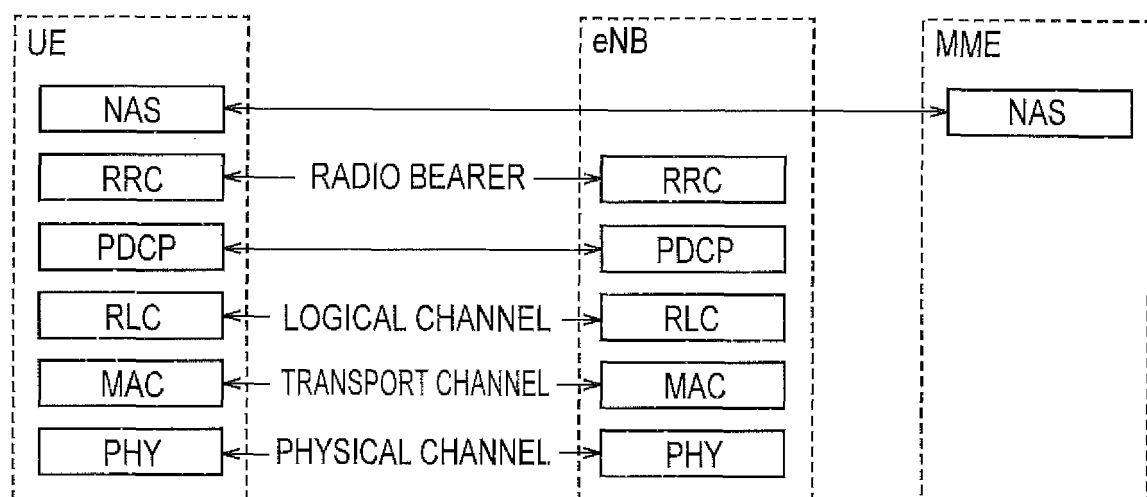 UE eNB MME
NAS NAS
RRC RADIO BEARER RRC
PDCP PDCP
RLC LOGICAL CHANNEL RLC
MAC TRANSPORT CHANNEL MAC
PHY PHYSICAL CHANNEL PHY